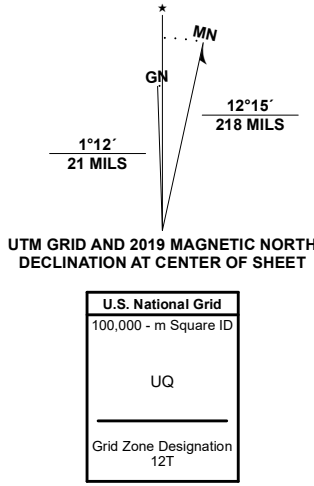 ★
MN
GN
1°12´
21 MILS
12°15´
218 MILS
UTM GRID AND 2019 MAGNETIC NORTH
DECLINATION AT CENTER OF SHEET
U.S. National Grid
100,000 - m Square ID
UQ
Grid Zone Designation
12T